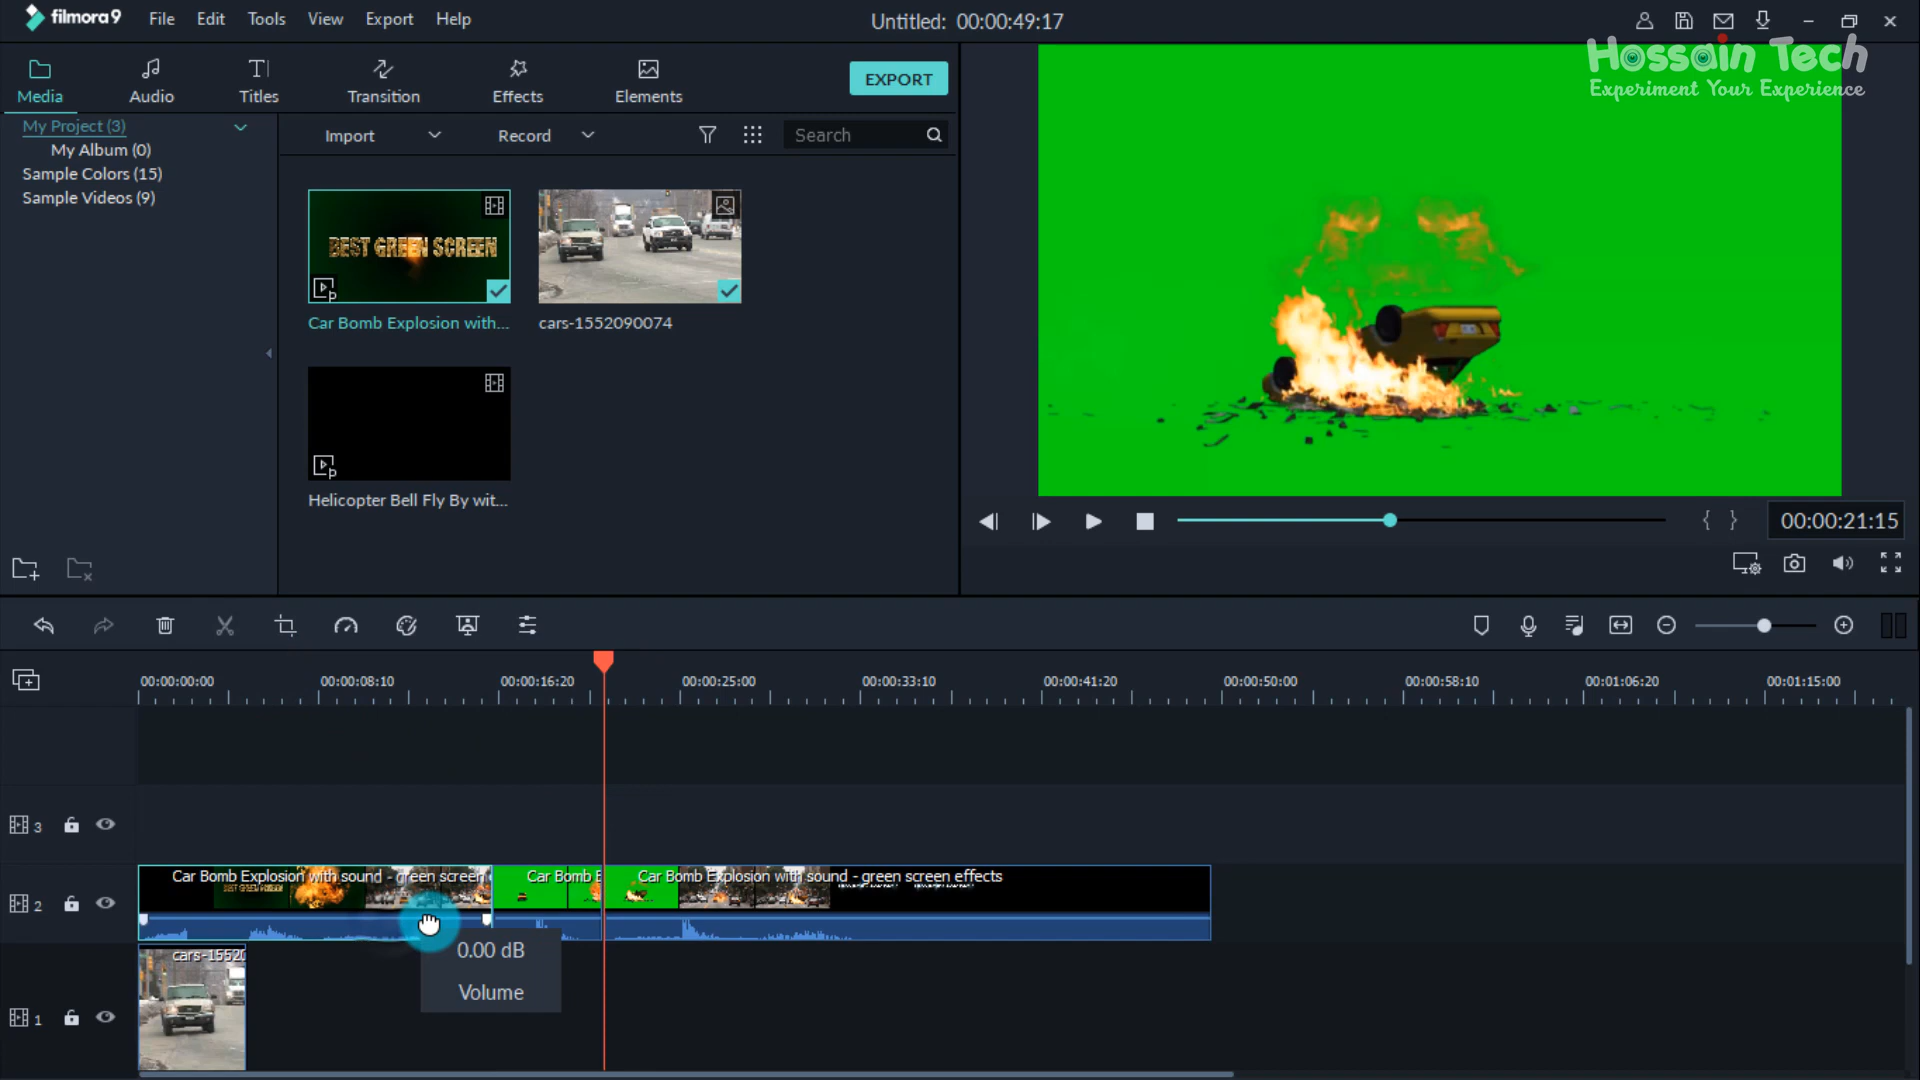 filmora9
File Edit Tools View Export Help
Untitled: 00:00:49:17
Hossain Tech
Experiment Your Experience
Media Audio Titles Transition Effects Elements
EXPORT
My Project (3)
My Album (0)
Sample Colors (15)
Sample Videos (9)
Import Record Search
BEST GREEN SCREEN
Car Bomb Explosion with...
cars-1552090074
Helicopter Bell Fly By wit...
{ } 00:00:21:15
00:00:00:00 00:00:08:10 00:00:16:20 00:00:25:00 00:00:33:10 00:00:41:20 00:00:50:00 00:00:58:10 00:01:06:20 00:01:15:00
3
Car Bomb Explosion with sound - green screen Car Bomb E Car Bomb Explosion with sound - green screen effects
BEST GREEN SCREEN
2
0.00 dB
Volume
cars-1552
1